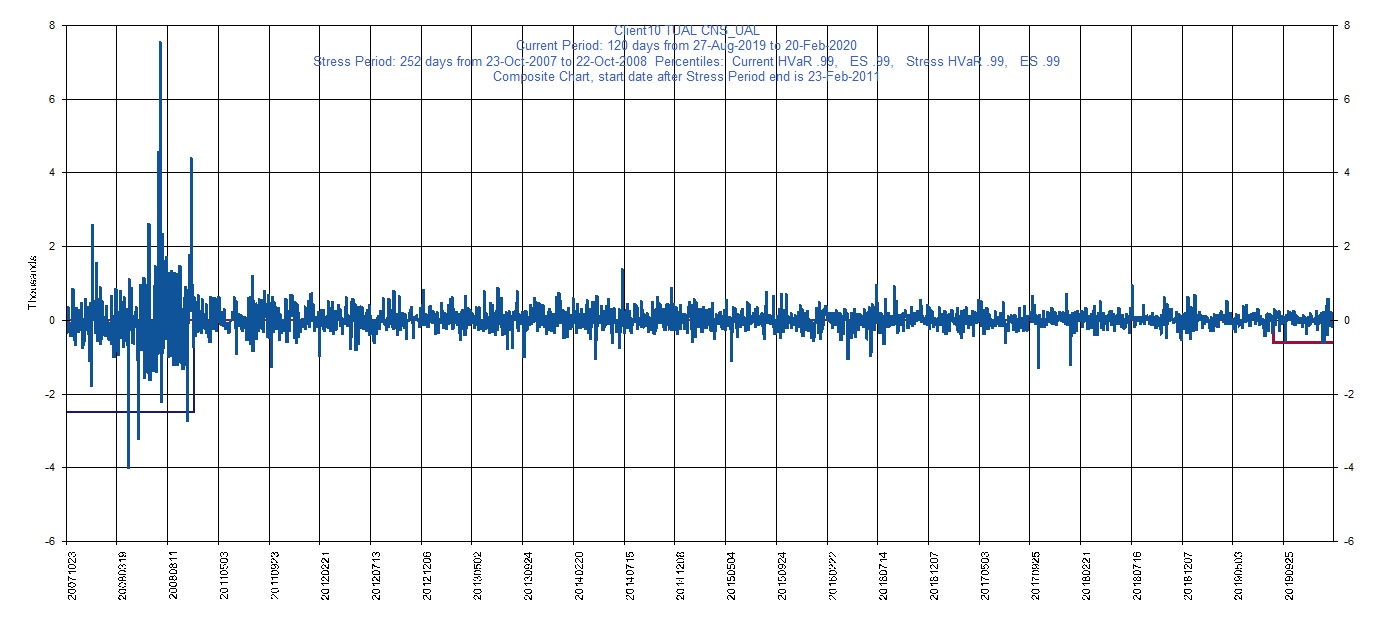 Client10 TUAL CNS_UAL
Current Period: 120 days from 27-Aug-2019 to 20-Feb-2020
Stress Period: 252 days from 23-Oct-2007 to 22-Oct-2008 Percentiles: Current HVaR .99, ES .99, Stress HVaR .99, ES .99
Composite Chart, start date after Stress Period end is 23-Feb-2011
8 8
6 6
4 4
2 2
Thousands
0 0
-2 -2
-4 -4
-6 -6
20071023 20080319 20080811 20110503 20110923 20120221 20120713 20121206 20130502 20130924 20140220 20140715 20141208 20150504 20150924 20160222 20160714 20161207 20170503 20170925 20180221 20180716 20181207 20190503 20190925